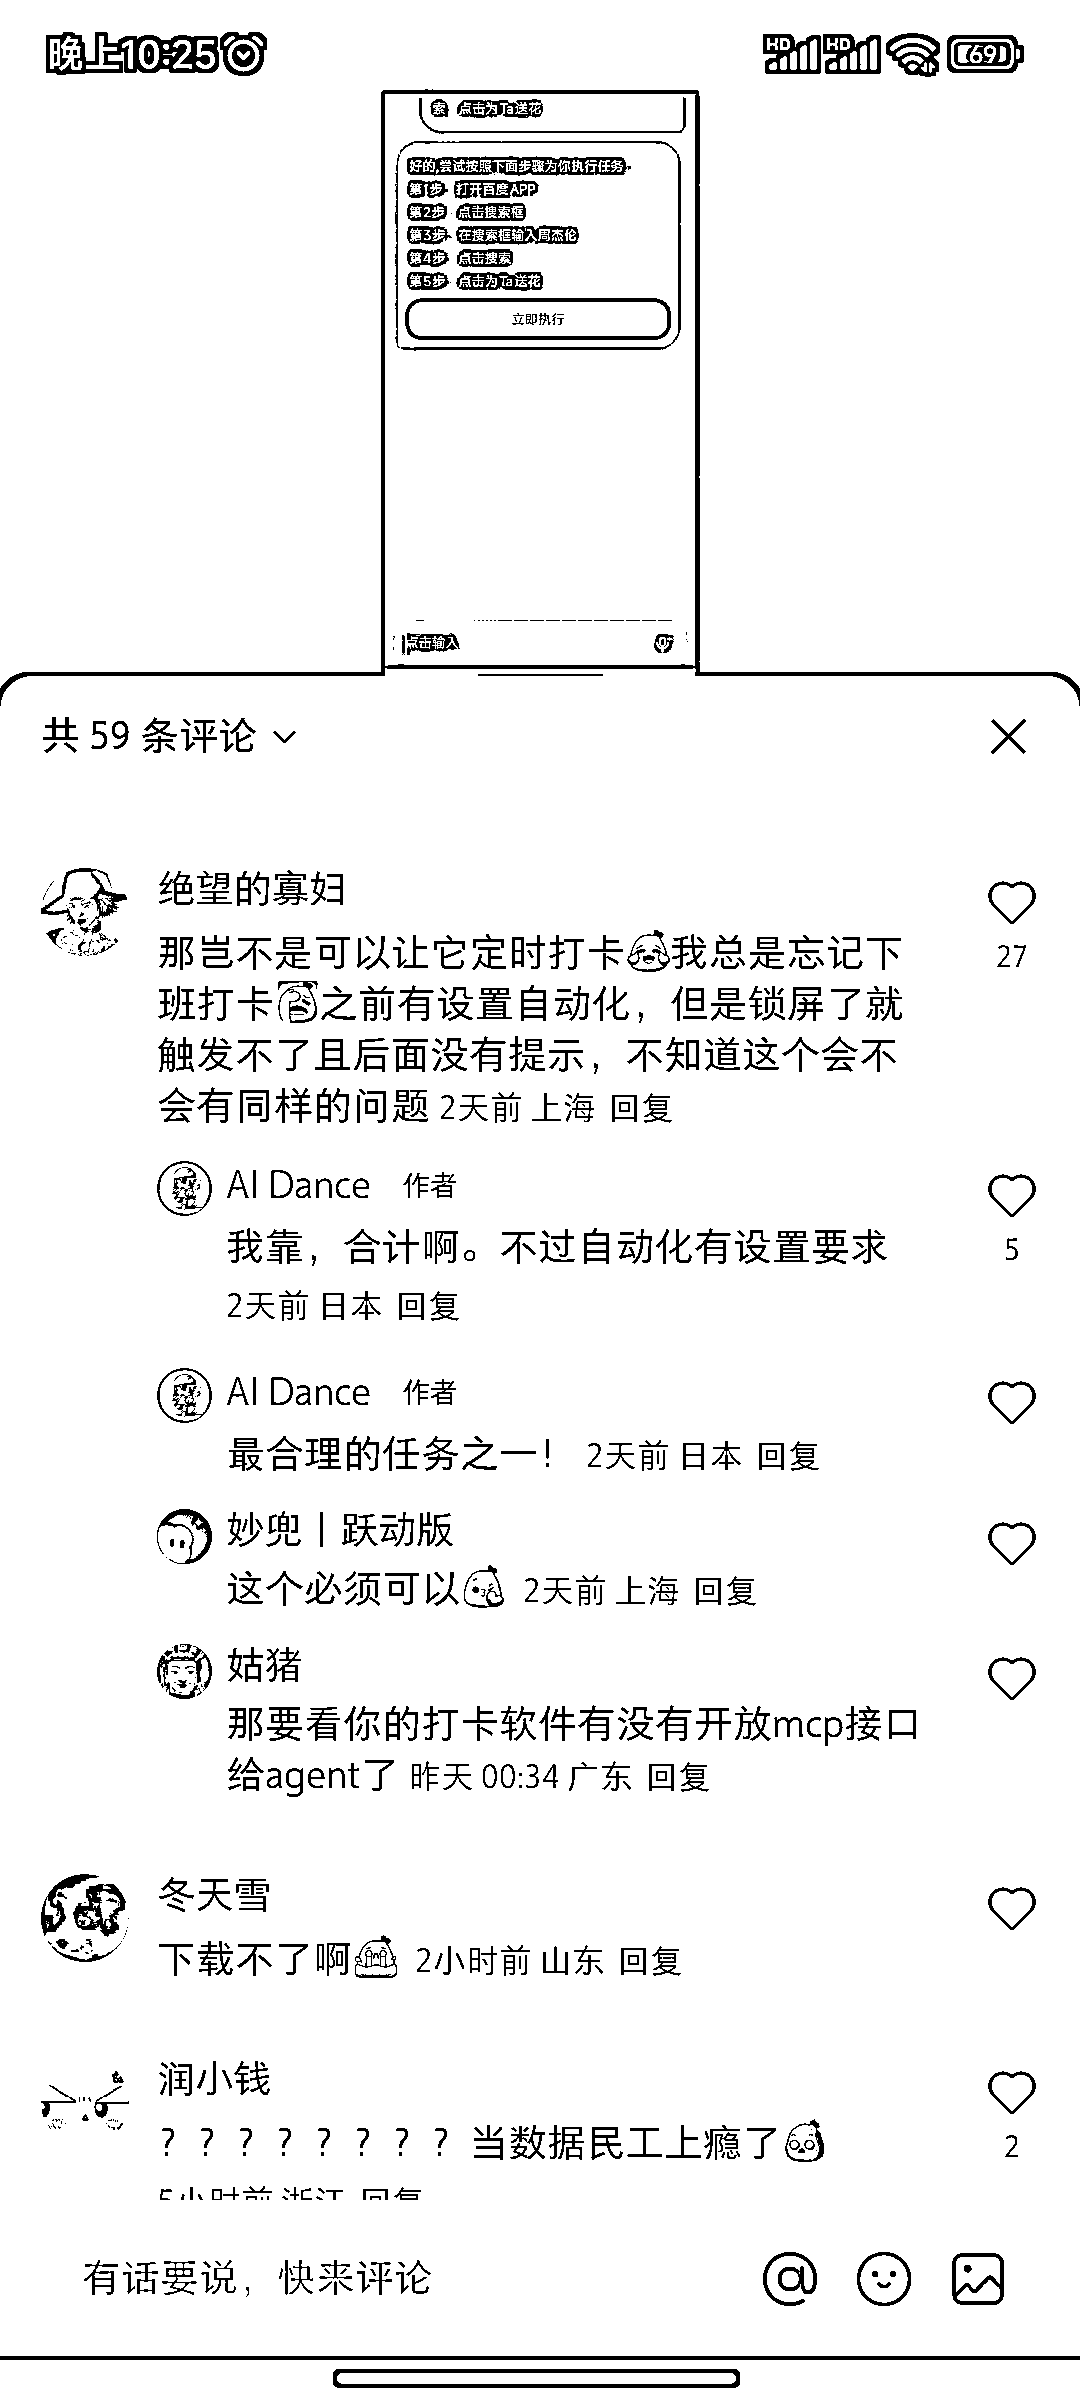 晚上10:25
HD HD 69
索 点击为Ta送花
好的,尝试按照下面步骤为你执行任务
第1步 打开百度APP
第2步 点击搜索框
第3步 在搜索框输入周杰伦
第4步 点击搜索
第5步 点击为Ta送花
立即执行
点击输入
共 59 条评论
绝望的寡妇
那岂不是可以让它定时打卡我总是忘记下
27
班打卡之前有设置自动化，但是锁屏了就
触发不了且后面没有提示，不知道这个会不
会有同样的问题 2天前 上海 回复
AI Dance 作者
我靠，合计啊。不过自动化有设置要求
5
2天前 日本 回复
AI Dance 作者
最合理的任务之一！ 2天前 日本 回复
妙兜丨跃动版
这个必须可以 2天前 上海 回复
姑猪
那要看你的打卡软件有没有开放mcp接口
给agent了 昨天 00:34 广东 回复
冬天雪
下载不了啊 2小时前 山东 回复
润小钱
？？？？？？？？当数据民工上瘾了
2
5小时前 浙江 回复
有话要说，快来评论